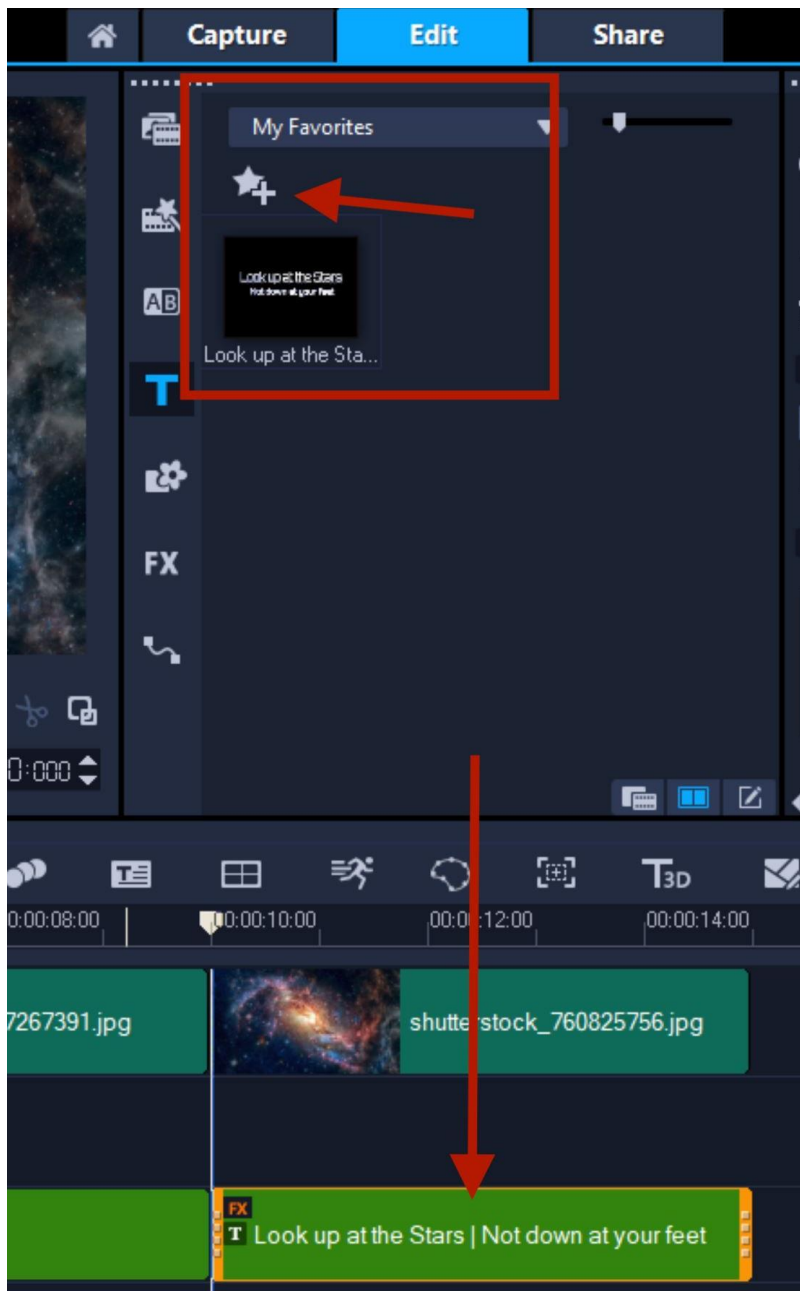 Capture
Edit
Share
My Favorites
Look up at the Stars
Not down at your feet
AB
Look up at the Sta...
T
FX
0:000
T
T3D
0:00:08:00
00:00:10:00
00:00:12:00
00:00:14:00
7267391.jpg
shutterstock_760825756.jpg
FX
T Look up at the Stars | Not down at your feet